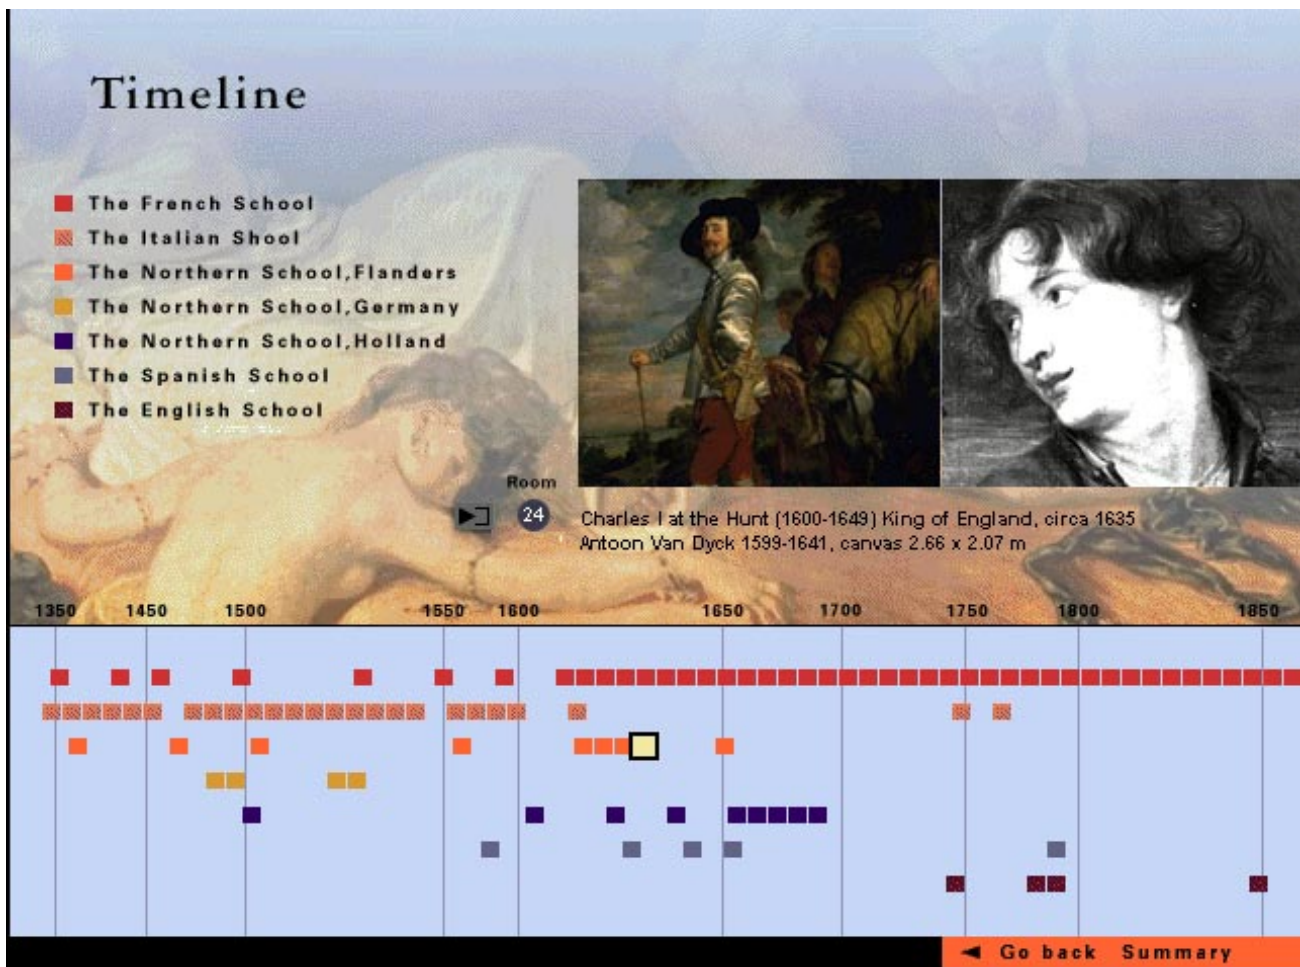 Timeline
The French School
The Italian Shool
The Northern School,Flanders
The Northern School,Germany
The Northern School,Holland
The Spanish School
The English School
Room
24
Charles I at the Hunt (1600-1649) King of England, circa 1635
Antoon Van Dyck 1599-1641, canvas 2.66 x 2.07 m
1350 1450 1500 1550 1600 1650 1700 1750 1800 1850
Go back Summary